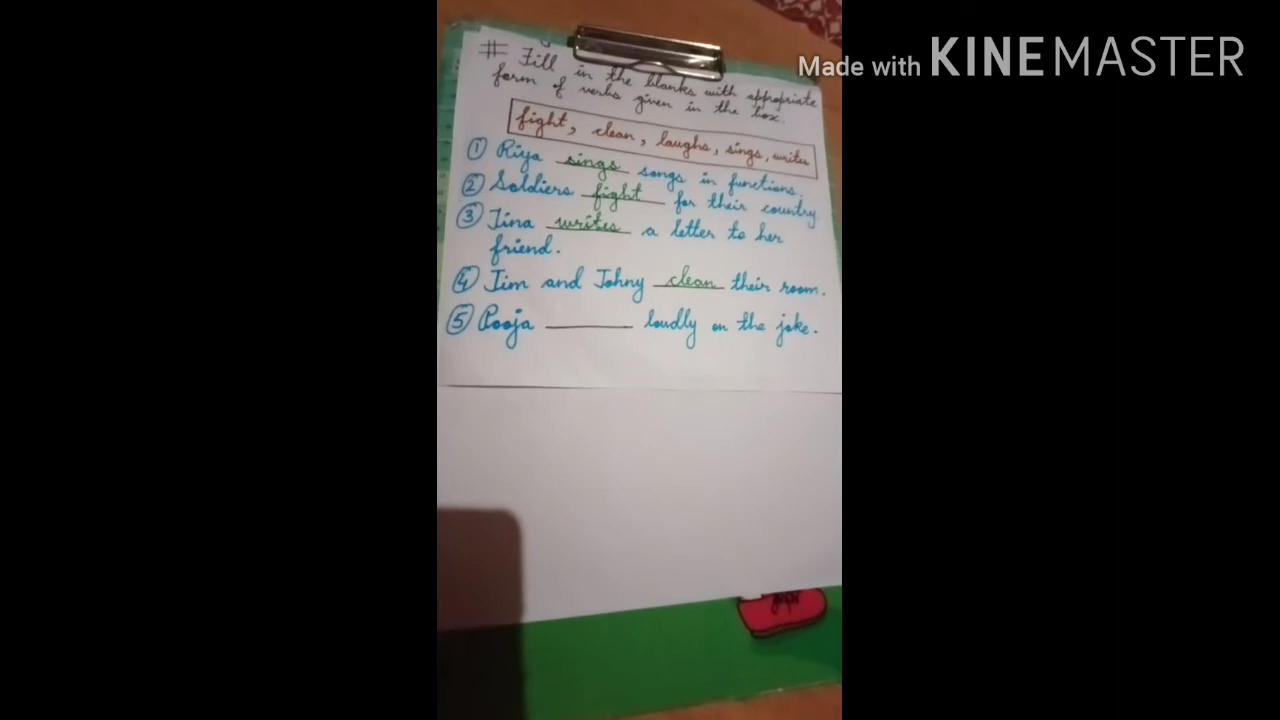 Made with KINEMASTER
# Fill in the blanks with appropriate
form of verbs given in the box.
fight, clean, laughs, sings, writes
① Riya sings songs in functions.
② Soldiers fight for their country
③ Tina writes a letter to her
friend.
④ Jim and Johny clean their room.
⑤ Pooja ______ loudly on the joke.